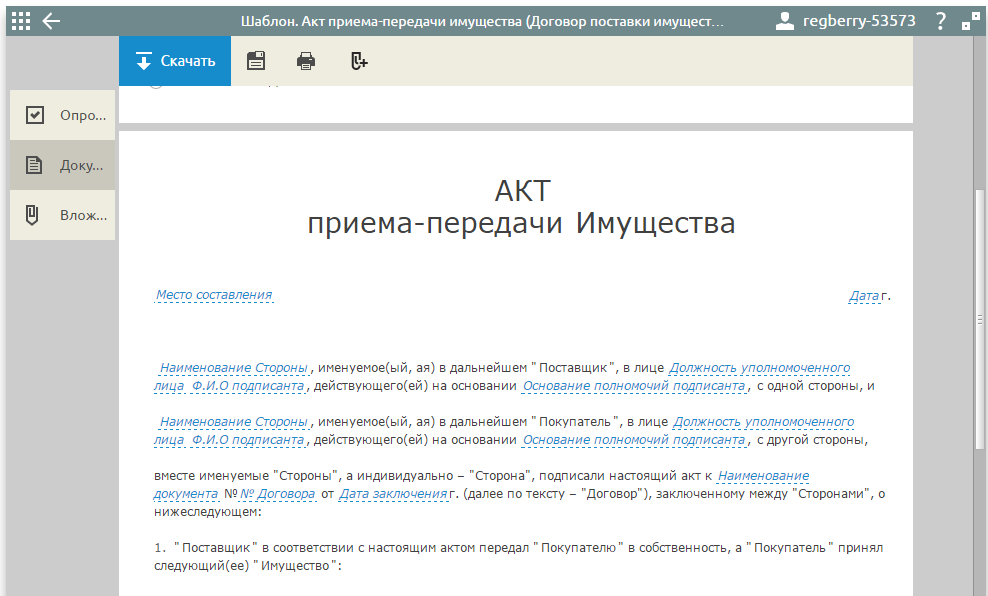 Шаблон. Акт приема-передачи имущества (Договор поставки имущест...
regberry-53573 ?
Скачать
Опро...
Доку...
Влож...
АКТ
приема-передачи Имущества
Место составления Дата г.
Наименование Стороны, именуемое(ый, ая) в дальнейшем "Поставщик", в лице Должность уполномоченного
лица Ф.И.О подписанта, действующего(ей) на основании Основание полномочий подписанта, с одной стороны, и
Наименование Стороны, именуемое(ый, ая) в дальнейшем "Покупатель", в лице Должность уполномоченного
лица Ф.И.О подписанта, действующего(ей) на основании Основание полномочий подписанта, с другой стороны,
вместе именуемые "Стороны", а индивидуально – "Сторона", подписали настоящий акт к Наименование
документа №№ Договора от Дата заключения г. (далее по тексту – "Договор"), заключенному между "Сторонами", о
нижеследующем:
1. "Поставщик" в соответствии с настоящим актом передал "Покупателю" в собственность, а "Покупатель" принял
следующий(ее) "Имущество":